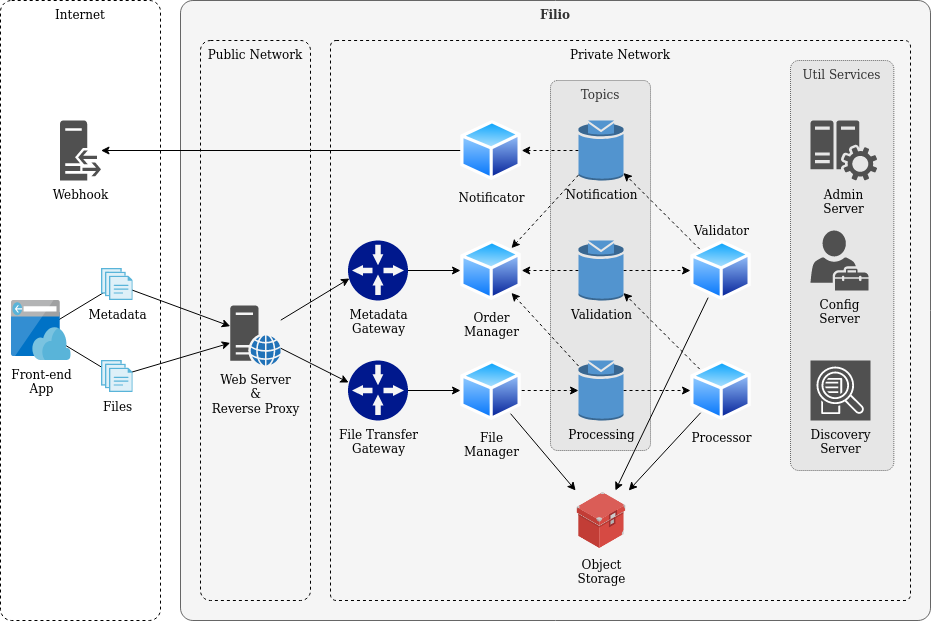 Internet
Filio
Public Network
Private Network
Util Services
Topics
Webhook
Notificator
Notification
Admin
Server
Validator
Metadata
Metadata
Gateway
Order
Manager
Validation
Config
Server
Front-end
App
Files
Web Server
&
Reverse Proxy
File Transfer
Gateway
File
Manager
Processing
Processor
Discovery
Server
Object
Storage